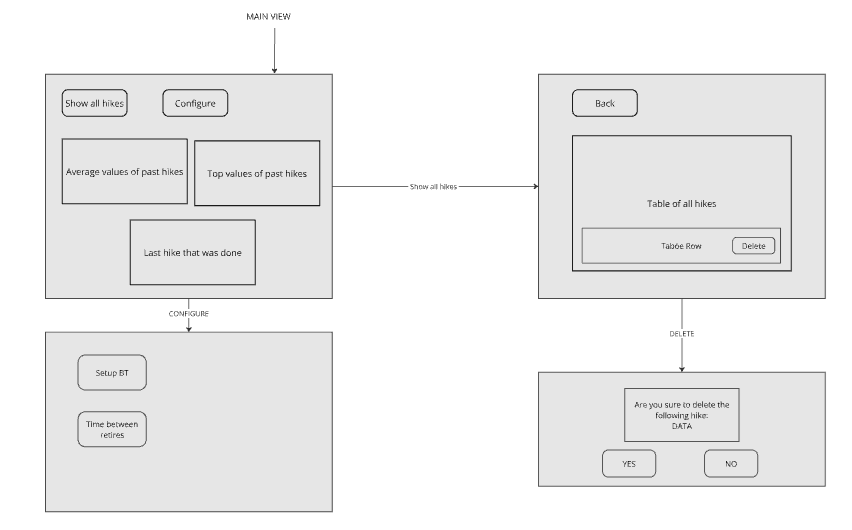 MAIN VIEW
Show all hikes
Configure
Average values of past hikes
Top values of past hikes
Last hike that was done
Show all hikes
Back
Table of all hikes
Taboe Row
Delete
CONFIGURE
Setup BT
Time between
retires
DELETE
Are you sure to delete the
following hike:
DATA
YES
NO